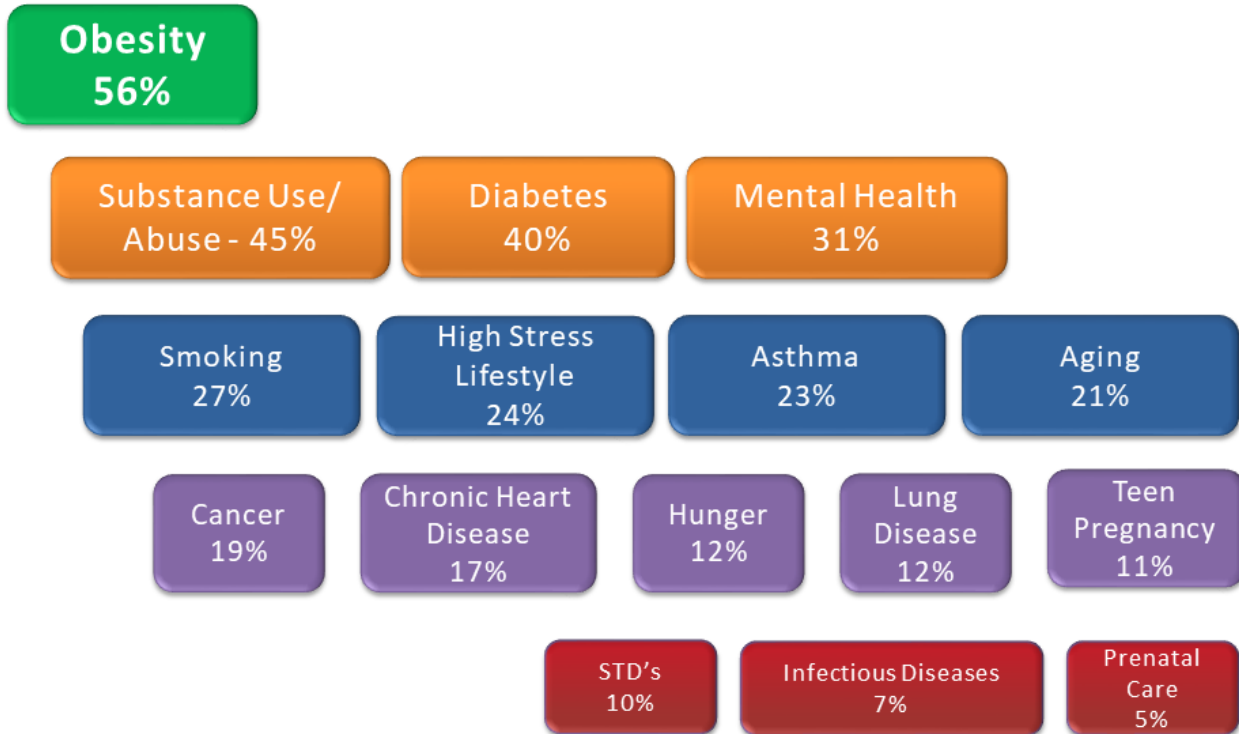 Obesity
56%
Substance Use/
Abuse - 45%
Diabetes
40%
Mental Health
31%
Smoking
27%
High Stress
Lifestyle
24%
Asthma
23%
Aging
21%
Cancer
19%
Chronic Heart
Disease
17%
Hunger
12%
Lung
Disease
12%
Teen
Pregnancy
11%
STD’s
10%
Infectious Diseases
7%
Prenatal
Care
5%